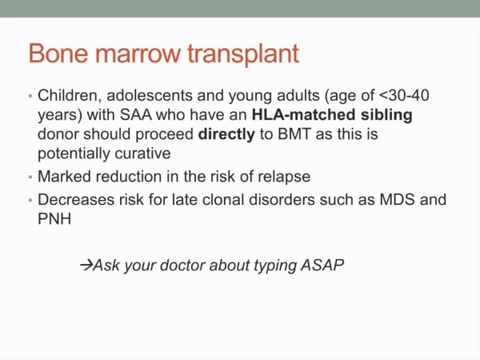 Bone marrow transplant
• Children, adolescents and young adults (age of <30-40
years) with SAA who have an HLA-matched sibling
donor should proceed directly to BMT as this is
potentially curative
• Marked reduction in the risk of relapse
• Decreases risk for late clonal disorders such as MDS and
PNH
→Ask your doctor about typing ASAP